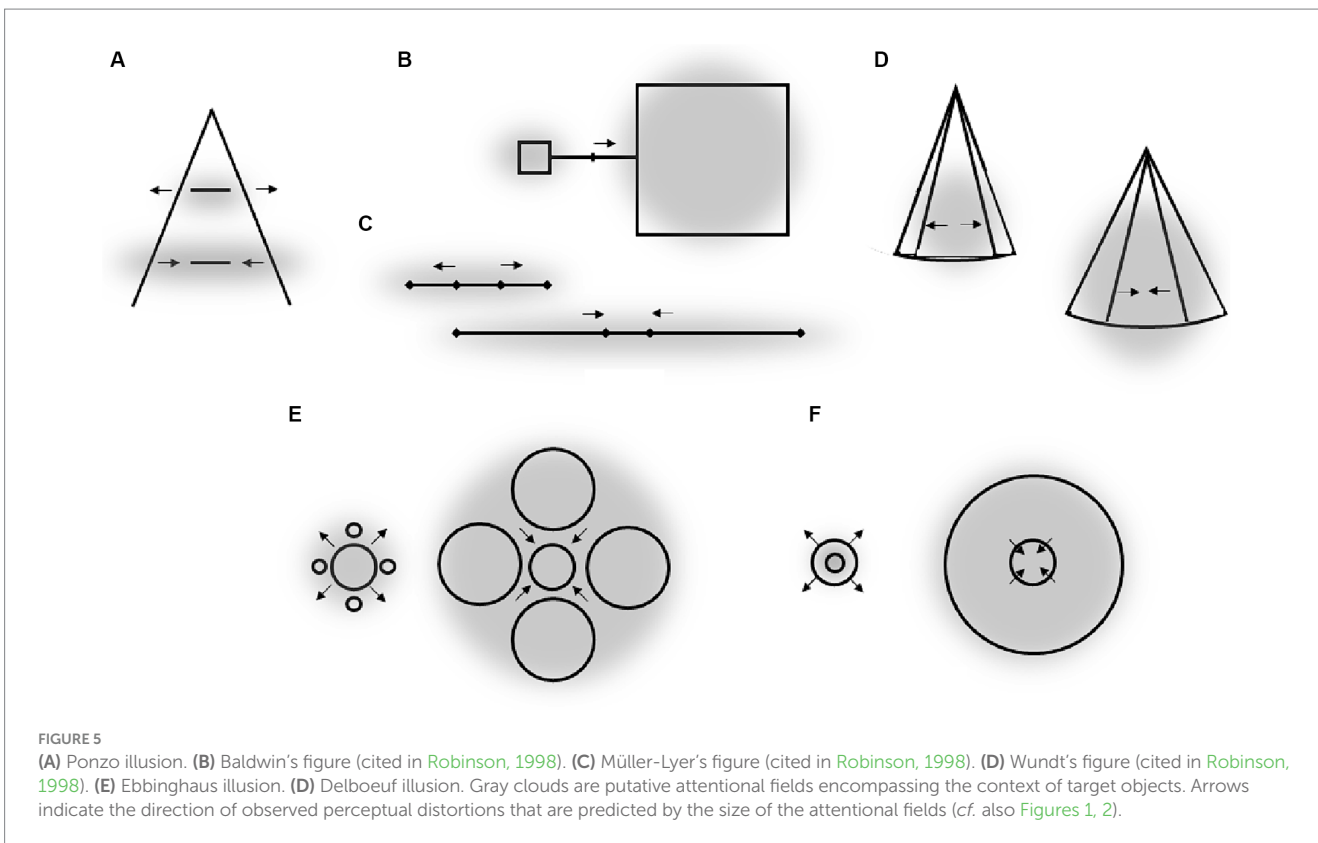 A
B
D
C
E
F
FIGURE 5
(A) Ponzo illusion. (B) Baldwin's figure (cited in Robinson, 1998). (C) Müller-Lyer's figure (cited in Robinson, 1998). (D) Wundt's figure (cited in Robinson,
1998). (E) Ebbinghaus illusion. (D) Delboeuf illusion. Gray clouds are putative attentional fields encompassing the context of target objects. Arrows
indicate the direction of observed perceptual distortions that are predicted by the size of the attentional fields (cf. also Figures 1, 2).